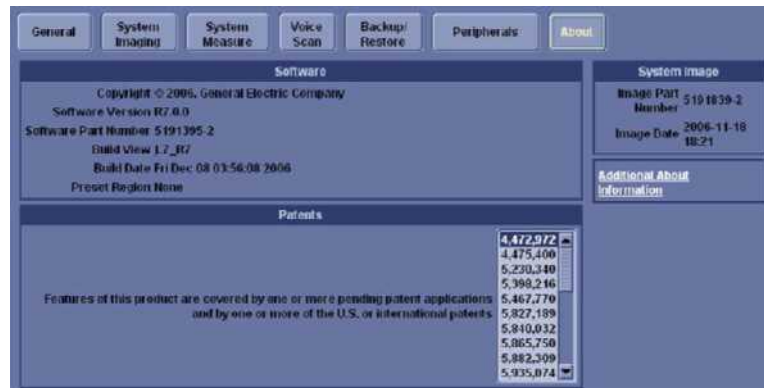 General
System
Imaging
System
Measure
Voice
Scan
Backup/
Restore
Peripherals
About
Software
Copyright © 2006, General Electric Company
Software Version R7.0.0
Software Part Number 5191395-2
Build View L7_R7
Build Date Fri Dec 08 03:56:08 2006
Preset Region None
System Image
Image Part
Number 5191839-2
Image Date 2006-11-18
18:21
Additional About
Information
Patents
4,472,972
4,475,400
5,230,340
5,398,216
Features of this product are covered by one or more pending patent applications 5,467,770
and by one or more of the U.S. or international patents 5,827,189
5,840,032
5,865,750
5,882,309
5,935,074